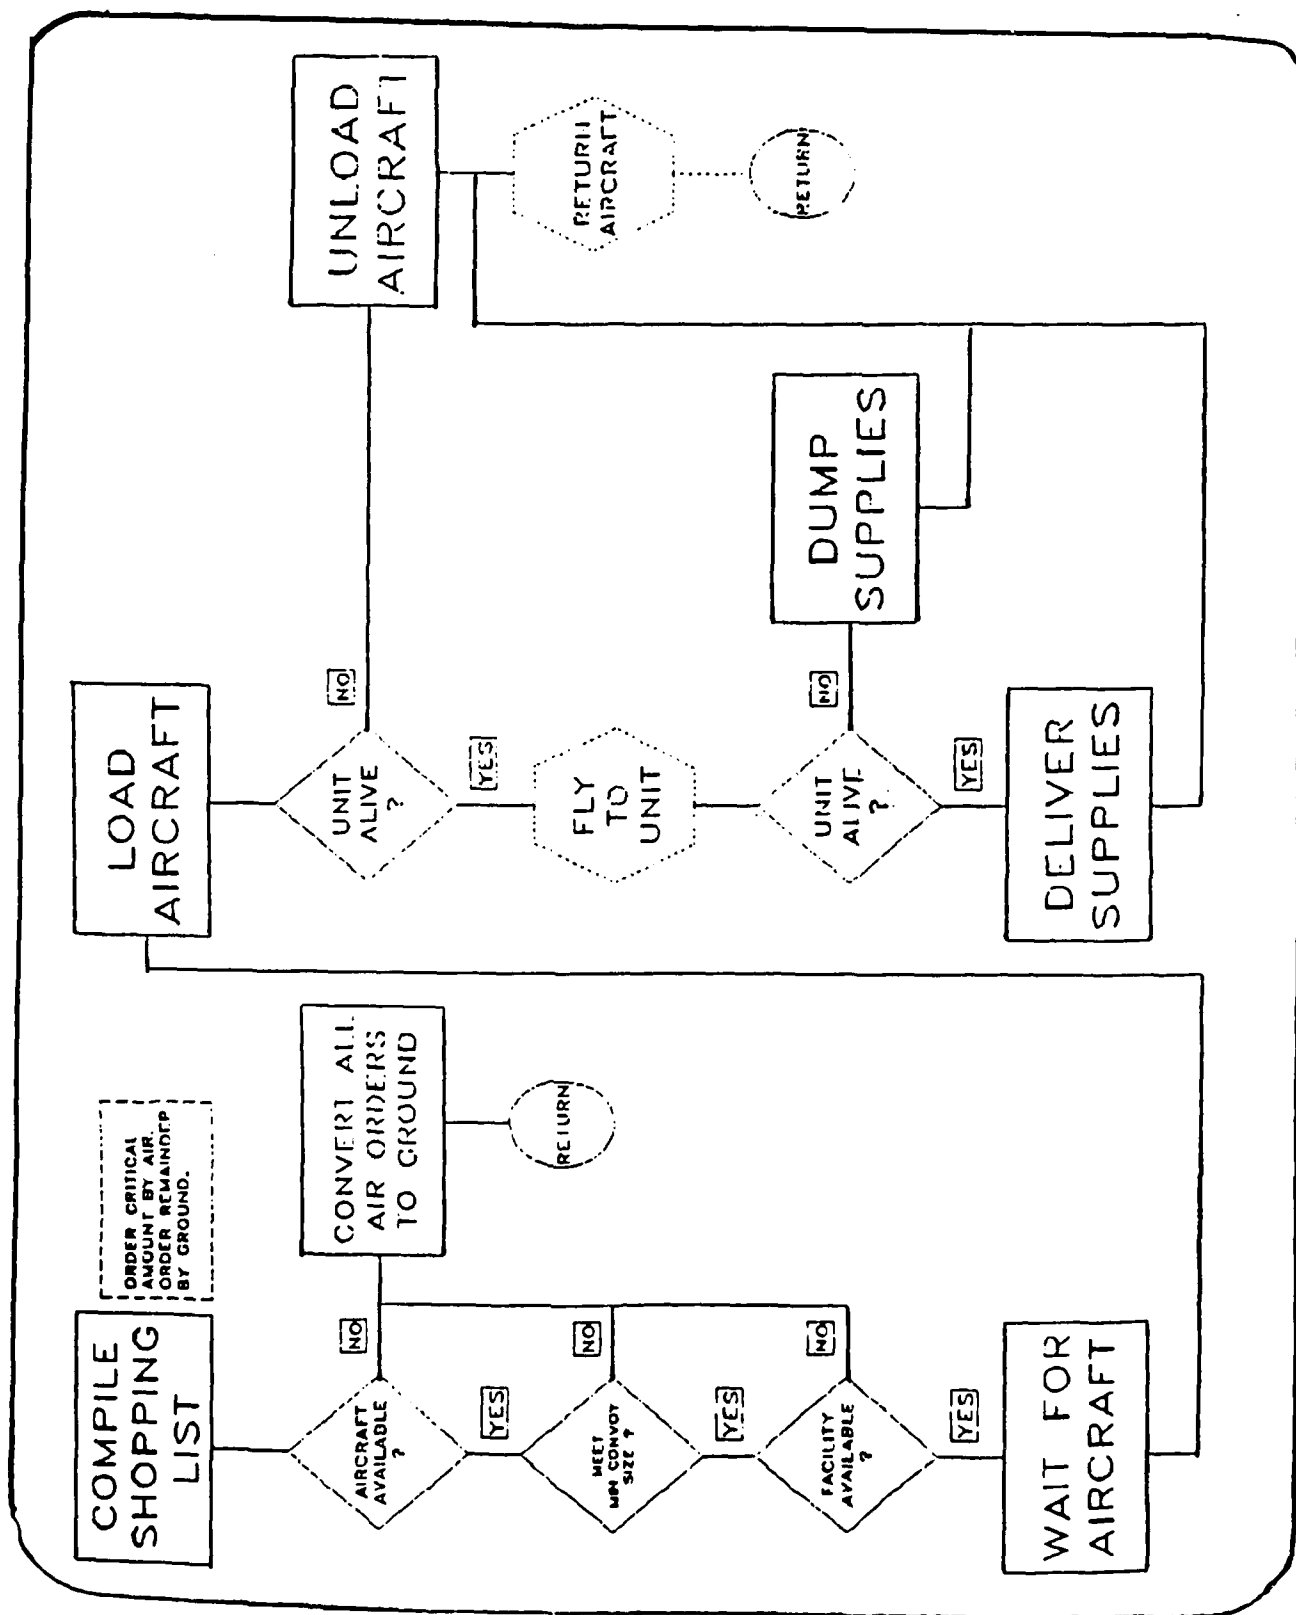 COMPILE
SHOPPING
LIST
ORDER CRITICAL
AMOUNT BY AIR.
ORDER REMAINDER
BY GROUND.
AIRCRAFT
AVAILABLE
?
NO
YES
CONVERT ALL
AIR ORDERS
TO GROUND
RETURN
MEET
MIN CONVOY
SIZE ?
NO
YES
FACILITY
AVAILABLE
?
NO
YES
WAIT FOR
AIRCRAFT
LOAD
AIRCRAFT
UNIT
ALIVE
?
NO
YES
UNLOAD
AIRCRAFT
FLY
TO
UNIT
RETURN
AIRCRAFT
RETURN
UNIT
ALIVE
?
NO
YES
DUMP
SUPPLIES
DELIVER
SUPPLIES